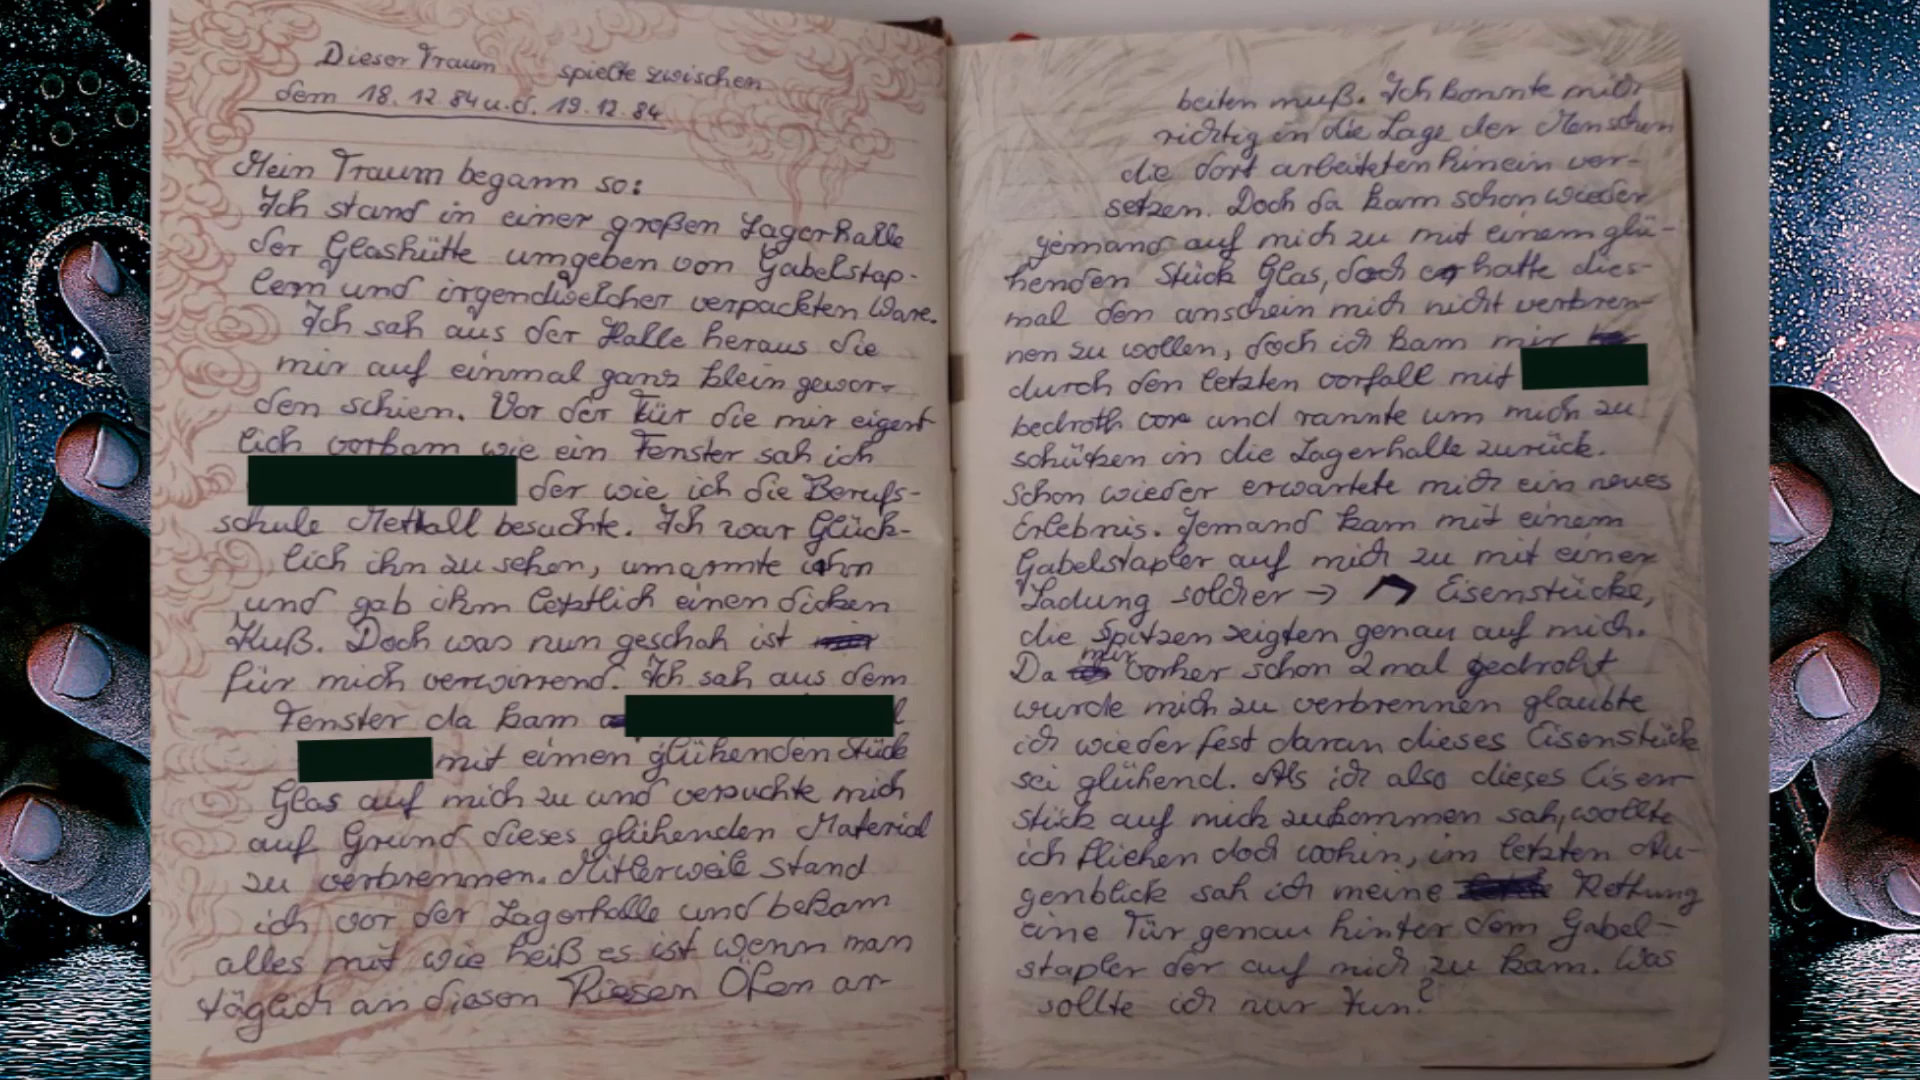 Dieser Traum spielte zwischen
dem 18.12.84 u. d. 19.12.84
Mein Traum begann so:
Ich stand in einer großen Lagerhalle
der Glashütte umgeben von Gabelstap-
lern und irgendwelcher verpackten Ware.
Ich sah aus der Halle heraus die
mir auf einmal ganz klein gewor-
den schien. Vor der Tür die mir eigent
lich vorkam wie ein Fenster sah ich
der wie ich die Berufs-
schule Metkall besuchte. Ich war Glück-
lich ihn zu sehen, umarmte ihn
und gab ihm letztlich einen dicken
Kuß. Doch was nun geschah ist
für mich verwirrend. Ich sah aus dem
Fenster da kam
mit einen glühenden Stück
Glas auf mich zu und versuchte mich
auf Grund dieses glühenden Material
zu verbrennen. Mitlerweile stand
ich vor der Lagerhalle und bekam
alles mit wie heiß es ist wenn man
täglich an diesen Riesen Öfen ar-
beiten muß. Ich konnte mich
richtig in die Lage der Menschen
die dort arbeiteten hinein ver-
setzen. Doch da kam schon wieder
jemand auf mich zu mit einem glü-
henden Stück Glas, doch er hatte dies-
mal den anschein mich nicht verbren-
nen zu wollen, doch ich kam mir
durch den letzten vorfall mit
bedroth vor und rannte um mich zu
schützen in die Lagerhalle zurück.
Schon wieder erwartete mich ein neues
Erlebnis. Jemand kam mit einem
Gabelstapler auf mich zu mit einer
Ladung solcher → Eisenstücke,
die Spitzen zeigten genau auf mich.
Da mir vorher schon 2 mal gedroht
wurde mich zu verbrennen glaubte
ich wieder fest daran dieses Eisenstück
sei glühend. Als ich also dieses Eisen
stück auf mich zukommen sah, wollte
ich fliehen doch wohin, im letzten Au-
genblick sah ich meine Rettung
eine Tür genau hinter dem Gabel-
stapler der auf mich zu kam. Was
sollte ich nur tun?